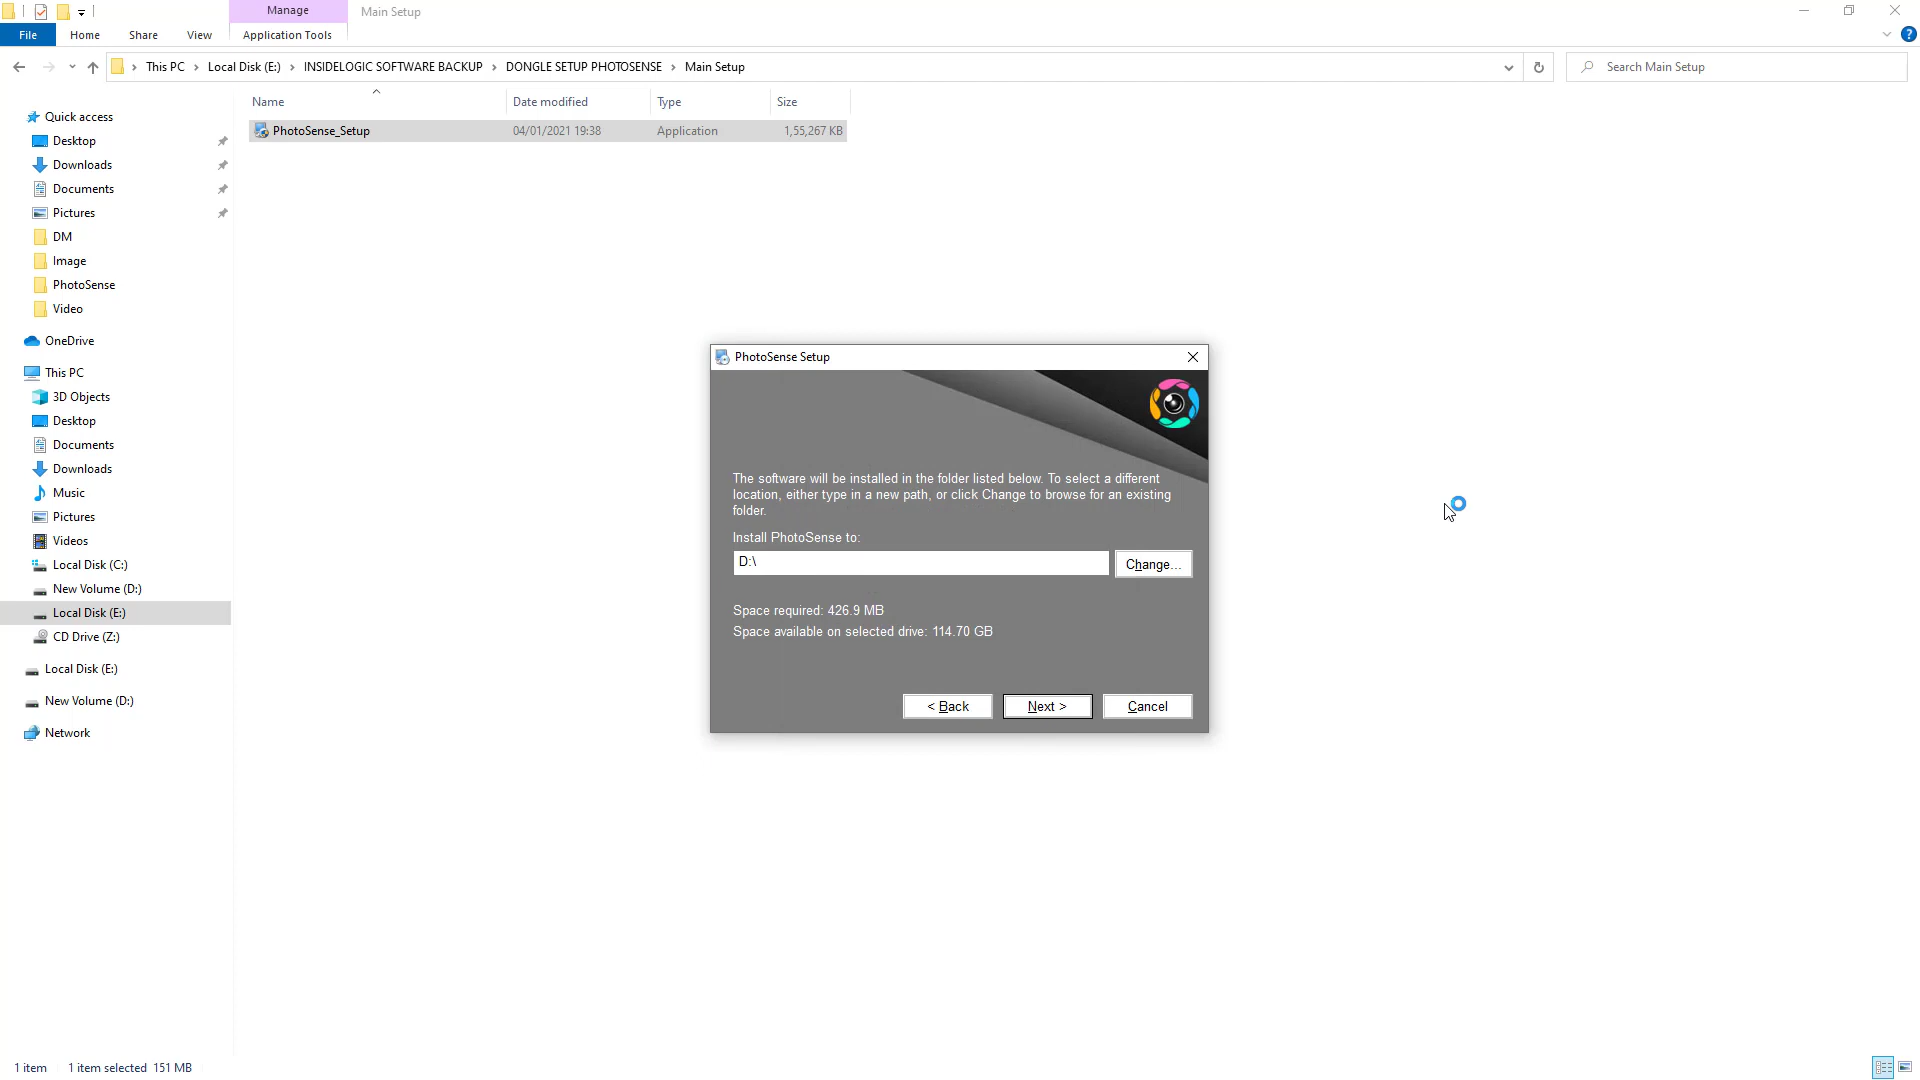 Manage
Main Setup
File
Home
Share
View
Application Tools
This PC
Local Disk (E:)
INSIDELOGIC SOFTWARE BACKUP
DONGLE SETUP PHOTOSENSE
Main Setup
Search Main Setup
Name
Date modified
Type
Size
PhotoSense_Setup
04/01/2021 19:38
Application
1,55,267 KB
Quick access
Desktop
Downloads
Documents
Pictures
DM
Image
PhotoSense
Video
OneDrive
This PC
3D Objects
Desktop
Documents
Downloads
Music
Pictures
Videos
Local Disk (C:)
New Volume (D:)
Local Disk (E:)
CD Drive (Z:)
Local Disk (E:)
New Volume (D:)
Network
PhotoSense Setup
The software will be installed in the folder listed below. To select a different
location, either type in a new path, or click Change to browse for an existing
folder.
Install PhotoSense to:
D:\
Change...
Space required: 426.9 MB
Space available on selected drive: 114.70 GB
< Back
Next >
Cancel
1 item
1 item selected 151 MB